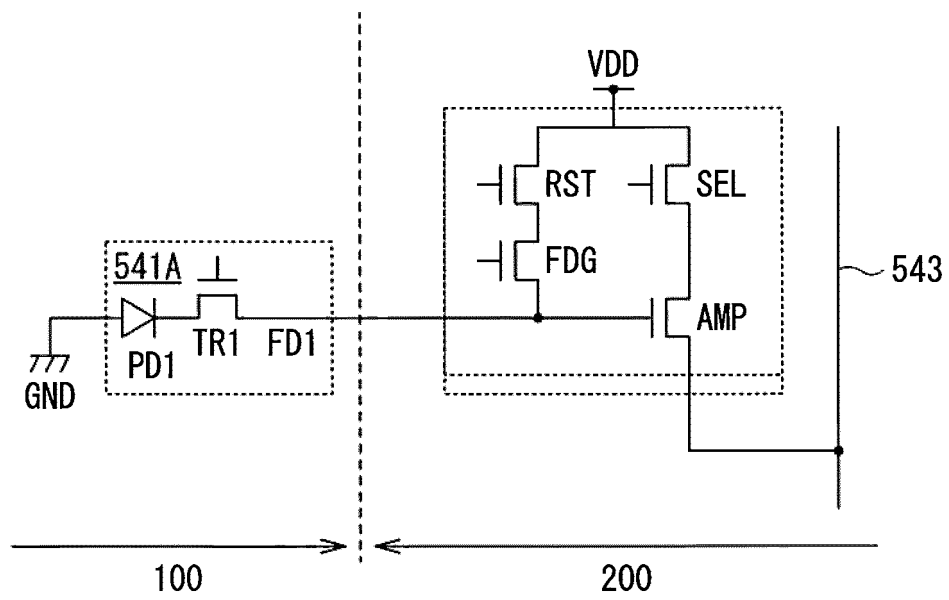 VDD
RST
SEL
541A
FDG
543
AMP
TR1
FD1
PD1
GND
100
200